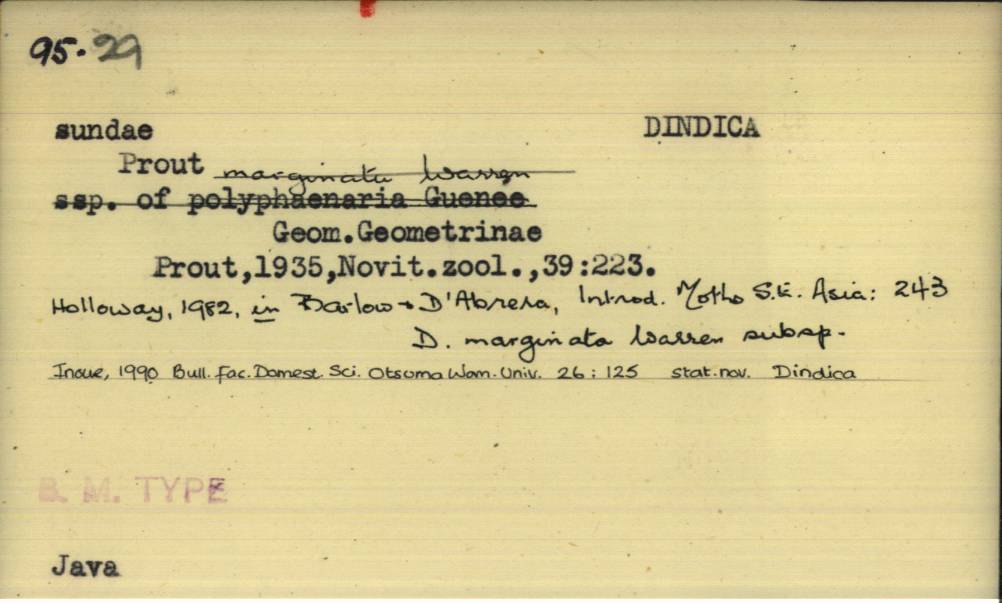 95.29
sundae DINDICA
Prout marginata Warren
ssp. of polyphaenaria Guenée
Geom.Geometrinae
Prout,1935,Novit.zool.,39:223.
Holloway, 1982, in Barlow & D'Abrera, Introd. Moths S.E. Asia: 243
D. marginata Warren subsp.
Inoue, 1990 Bull. fac. Domest. Sci. Otsuma Wom. Univ. 26: 125 stat. nov. Dindica
B. M. TYPE
Java